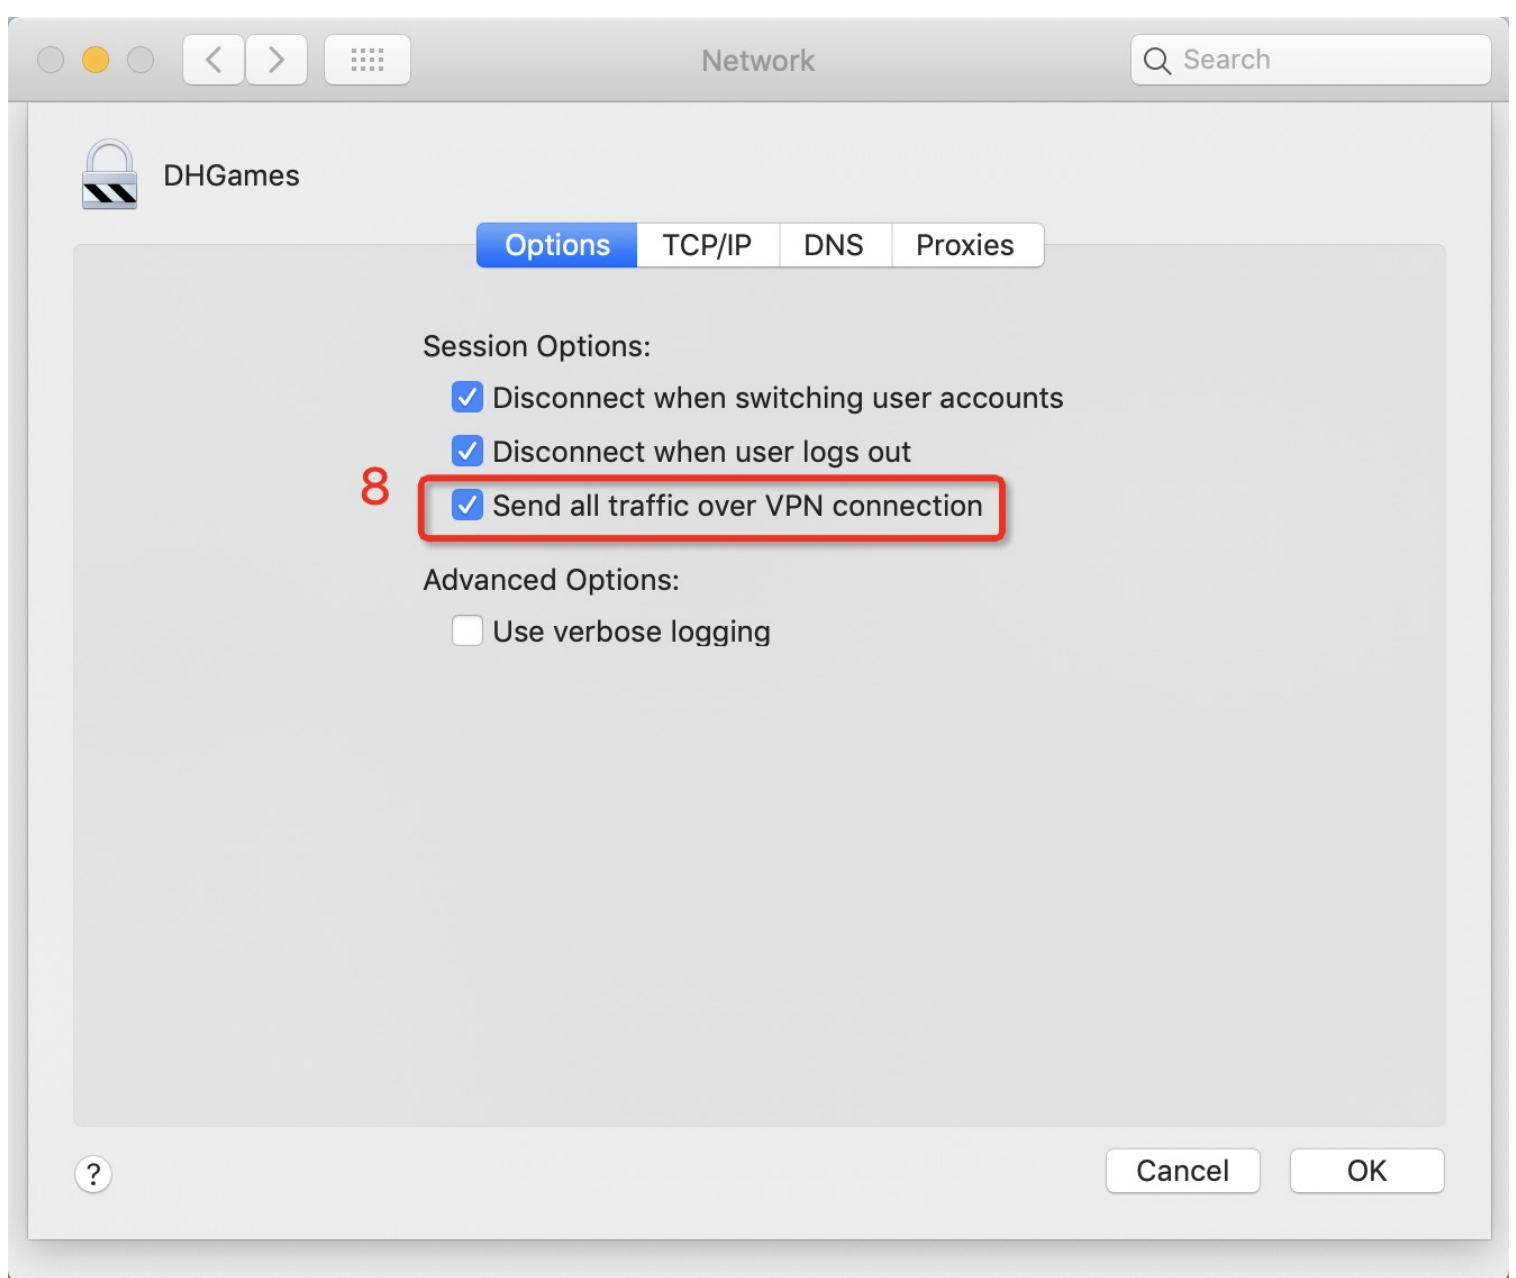 Network
Search
DHGames
Options TCP/IP DNS Proxies
Session Options:
Disconnect when switching user accounts
Disconnect when user logs out
8
Send all traffic over VPN connection
Advanced Options:
Use verbose logging
?
Cancel OK